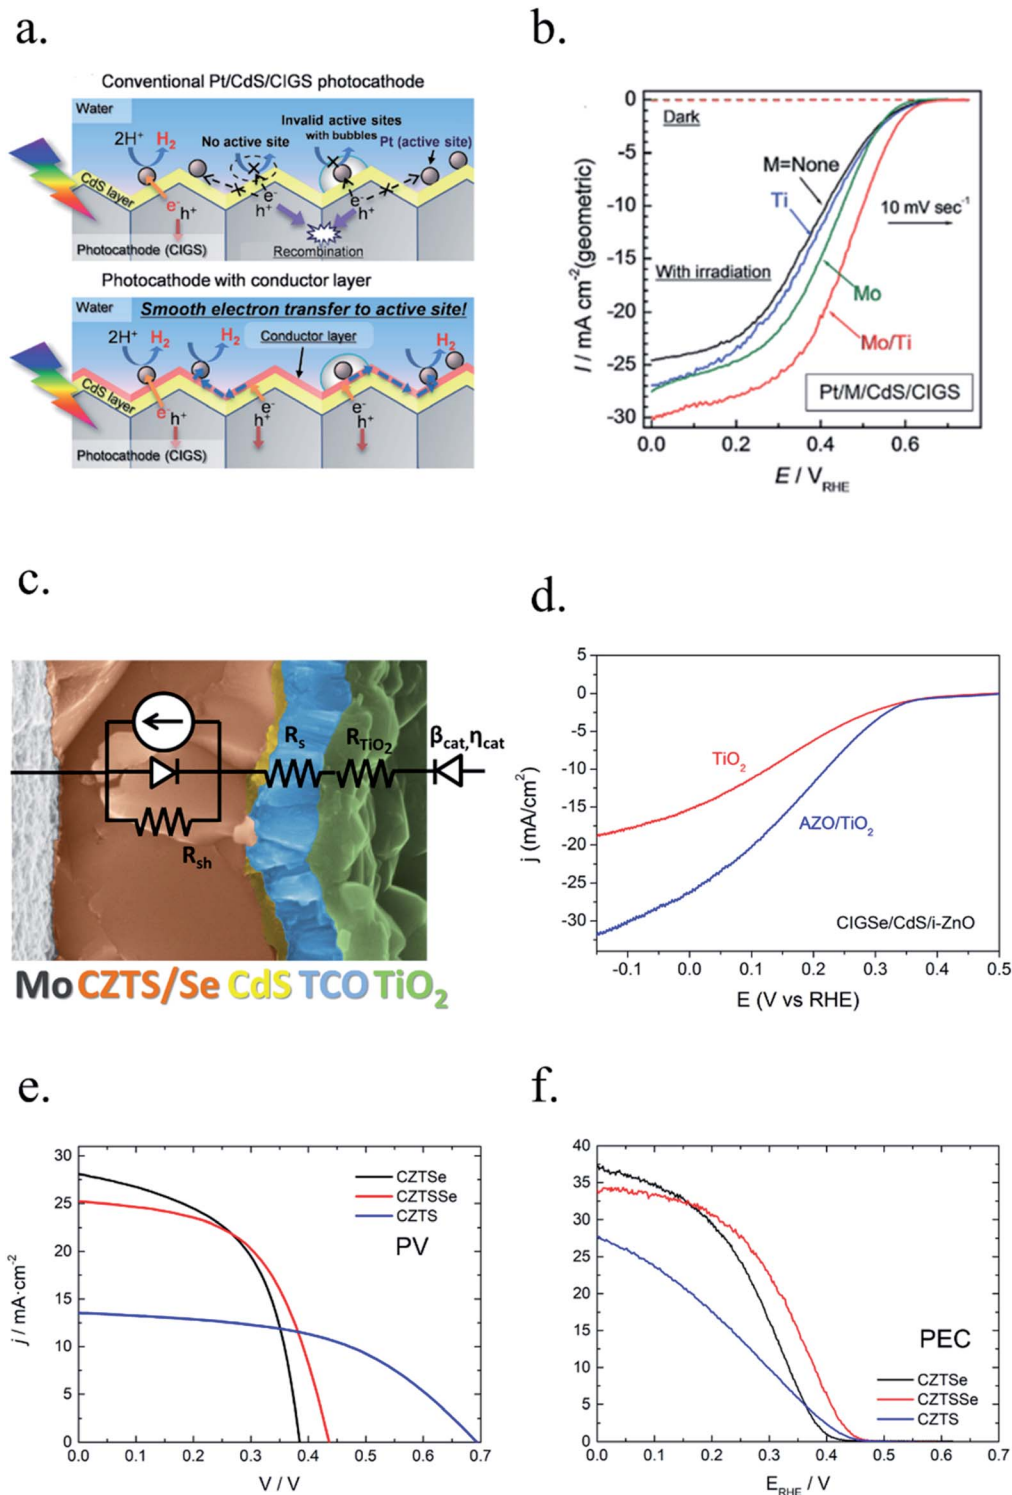 a.
Conventional Pt/CdS/CIGS photocathode
Water
2H⁺
H₂
No active site
Invalid active sites
with bubbles
Pt (active site)
CdS layer
e⁻
h⁺
e⁻
h⁺
e⁻
h⁺
Photocathode (CIGS)
Recombination
Photocathode with conductor layer
Water
Smooth electron transfer to active site!
2H⁺
H₂
H₂
Conductor layer
H₂
CdS layer
e⁻
h⁺
e⁻
h⁺
e⁻
h⁺
e⁻
h⁺
Photocathode (CIGS)
b.
0
-5
-10
-15
-20
-25
-30
I / mA cm⁻²(geometric)
Dark
M=None
Ti
10 mV sec⁻¹
With irradiation
Mo
Mo/Ti
Pt/M/CdS/CIGS
0.0 0.2 0.4 0.6
E / V_RHE
c.
R_s
R_TiO₂
β_cat,η_cat
R_sh
Mo CZTS/Se CdS TCO TiO₂
d.
5
0
-5
-10
-15
-20
-25
-30
j (mA/cm²)
TiO₂
AZO/TiO₂
CIGSe/CdS/i-ZnO
-0.1 0.0 0.1 0.2 0.3 0.4 0.5
E (V vs RHE)
e.
30
25
20
15
10
5
0
j / mA·cm⁻²
CZTSe
CZTSSe
CZTS
PV
0.0 0.1 0.2 0.3 0.4 0.5 0.6 0.7
V / V
f.
40
35
30
25
20
15
10
5
0
PEC
CZTSe
CZTSSe
CZTS
0.0 0.1 0.2 0.3 0.4 0.5 0.6 0.7
E_RHE / V